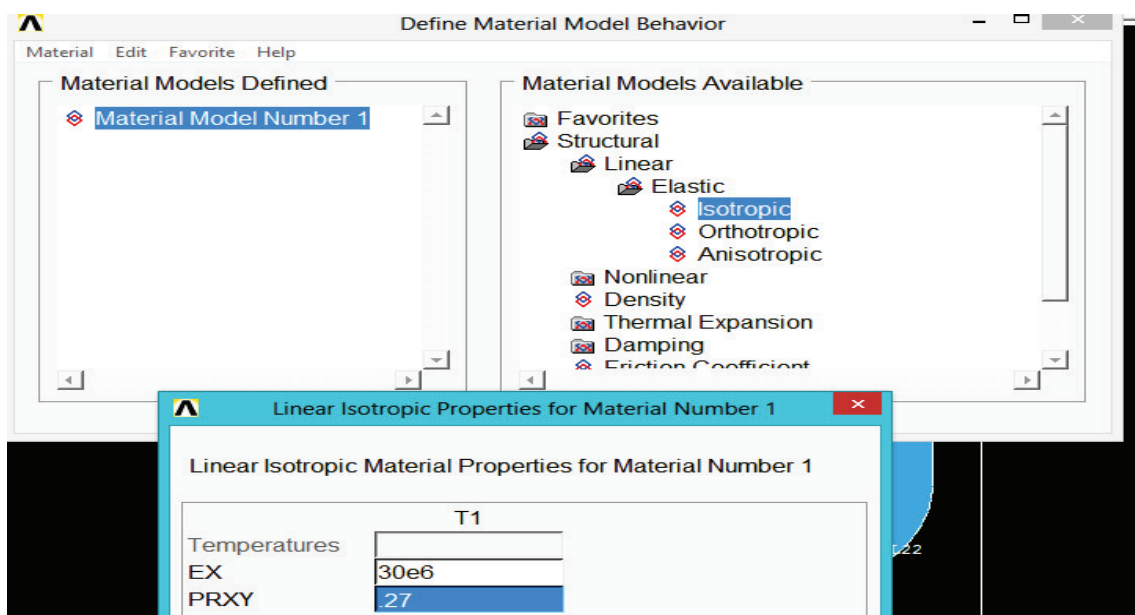 Define Material Model Behavior
Material Edit Favorite Help
Material Models Defined
Material Model Number 1
Material Models Available
Favorites
Structural
Linear
Elastic
Isotropic
Orthotropic
Anisotropic
Nonlinear
Density
Thermal Expansion
Damping
Friction Coefficient
Linear Isotropic Properties for Material Number 1
Linear Isotropic Material Properties for Material Number 1
T1
Temperatures
EX 30e6
PRXY .27